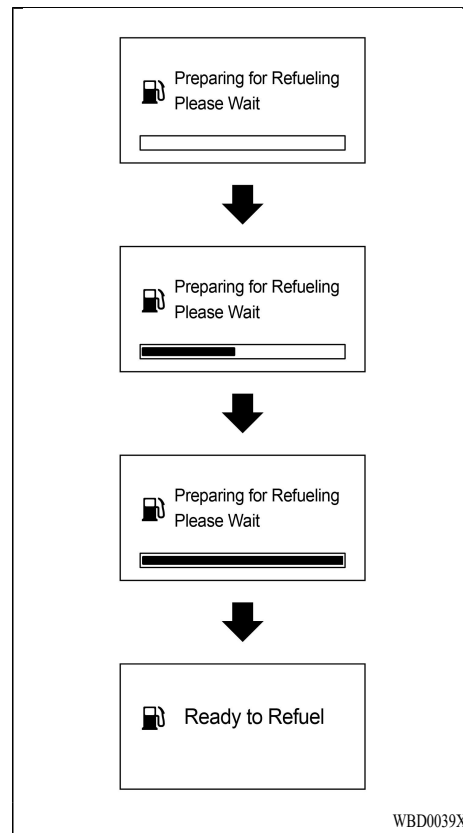 Preparing for Refueling
Please Wait
Preparing for Refueling
Please Wait
Preparing for Refueling
Please Wait
Ready to Refuel
WBD0039X